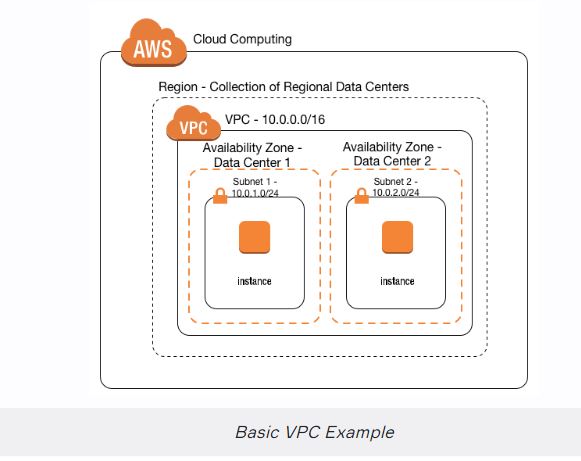 AWS
Cloud Computing
Region - Collection of Regional Data Centers
VPC
VPC - 10.0.0.0/16
Availability Zone -
Data Center 1
Availability Zone -
Data Center 2
Subnet 1 -
10.0.1.0/24
Subnet 2 -
10.0.2.0/24
instance
instance
Basic VPC Example